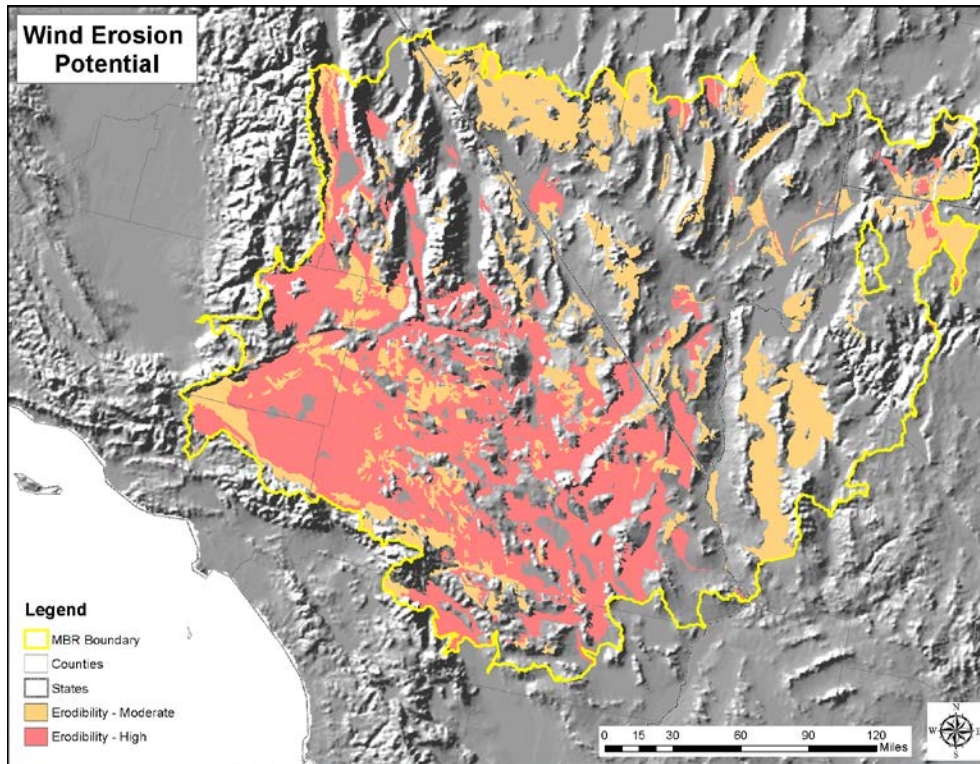 Wind Erosion
Potential
Legend
MBR Boundary
Counties
States
Erodibility - Moderate
Erodibility - High
0 15 30 60 90 120
Miles
N
W E
S